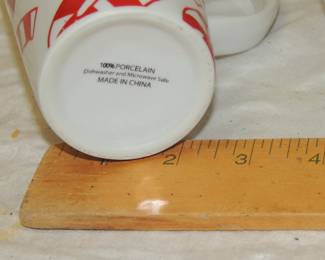 100% PORCELAIN
Dishwasher and Microwave Safe
MADE IN CHINA
1 2 3 4